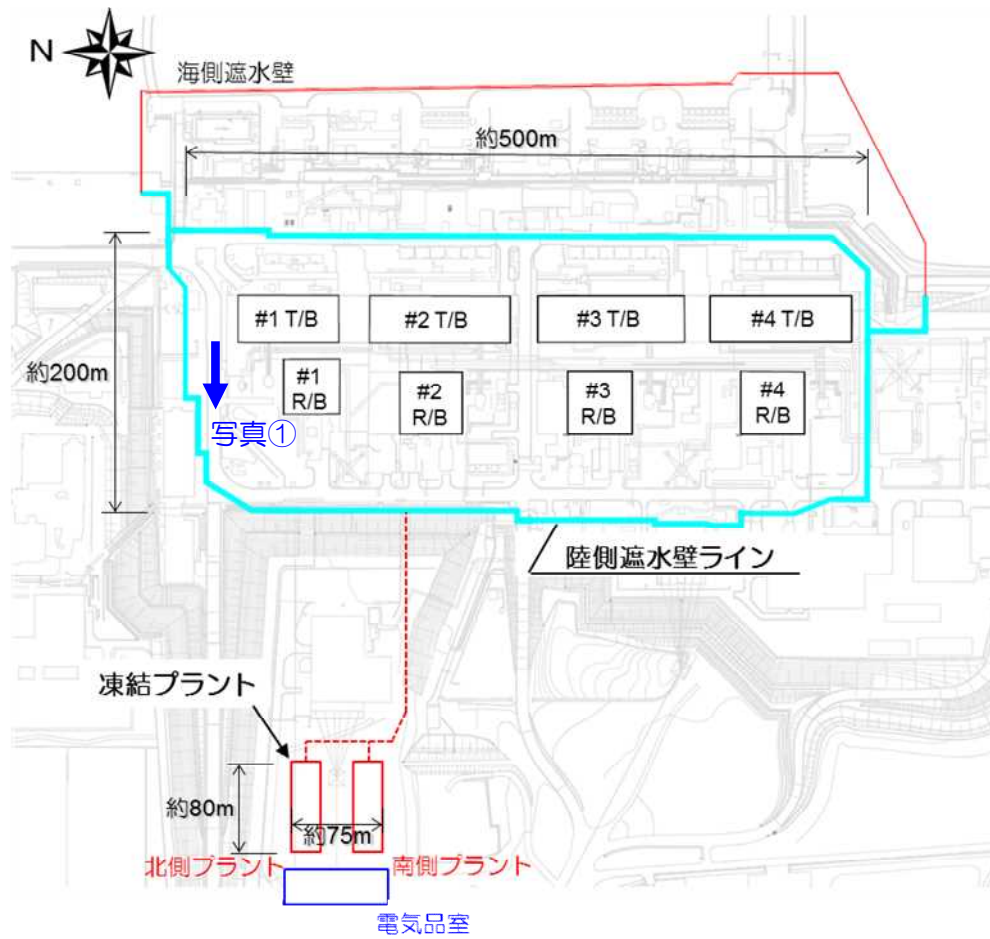 N
海側遮水壁
約500m
約200m
#1 T/B
#2 T/B
#3 T/B
#4 T/B
#1
R/B
#2
R/B
#3
R/B
#4
R/B
写真①
陸側遮水壁ライン
凍結プラント
約80m
約75m
北側プラント
南側プラント
電気品室